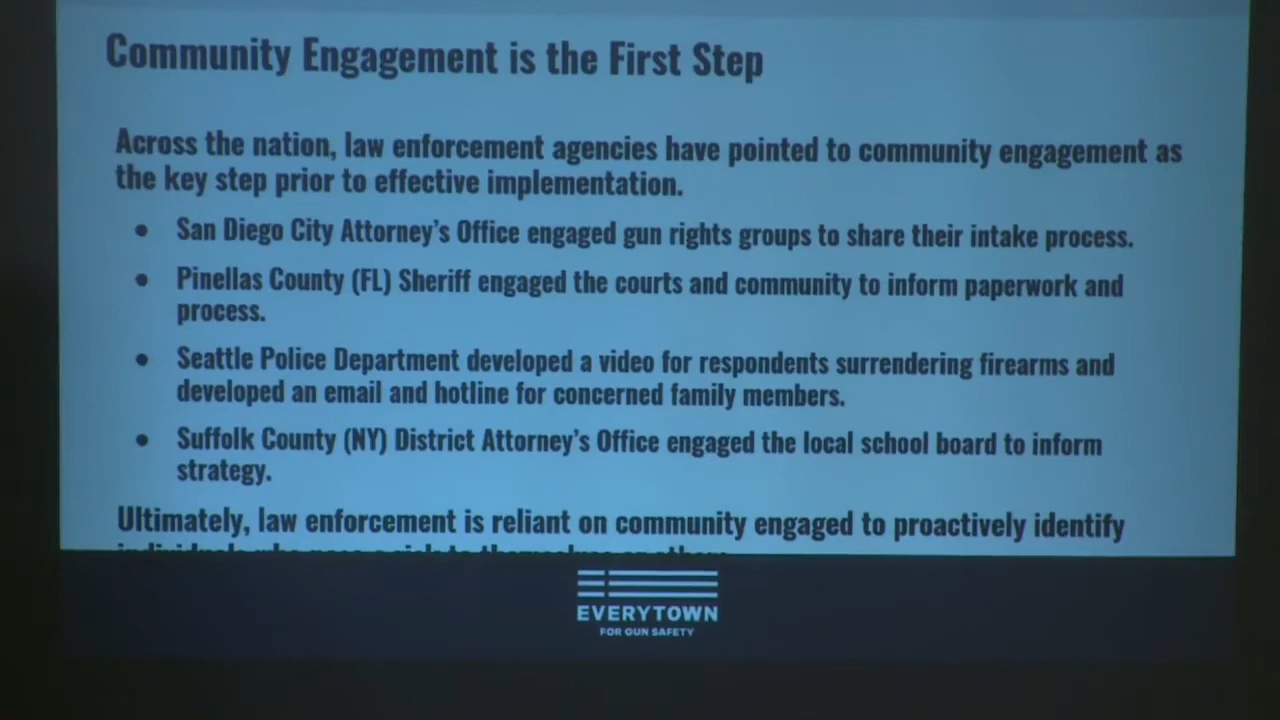 Community Engagement is the First Step
Across the nation, law enforcement agencies have pointed to community engagement as
the key step prior to effective implementation.
• San Diego City Attorney's Office engaged gun rights groups to share their intake process.
• Pinellas County (FL) Sheriff engaged the courts and community to inform paperwork and
process.
• Seattle Police Department developed a video for respondents surrendering firearms and
developed an email and hotline for concerned family members.
• Suffolk County (NY) District Attorney's Office engaged the local school board to inform
strategy.
Ultimately, law enforcement is reliant on community engaged to proactively identify
EVERYTOWN
FOR GUN SAFETY